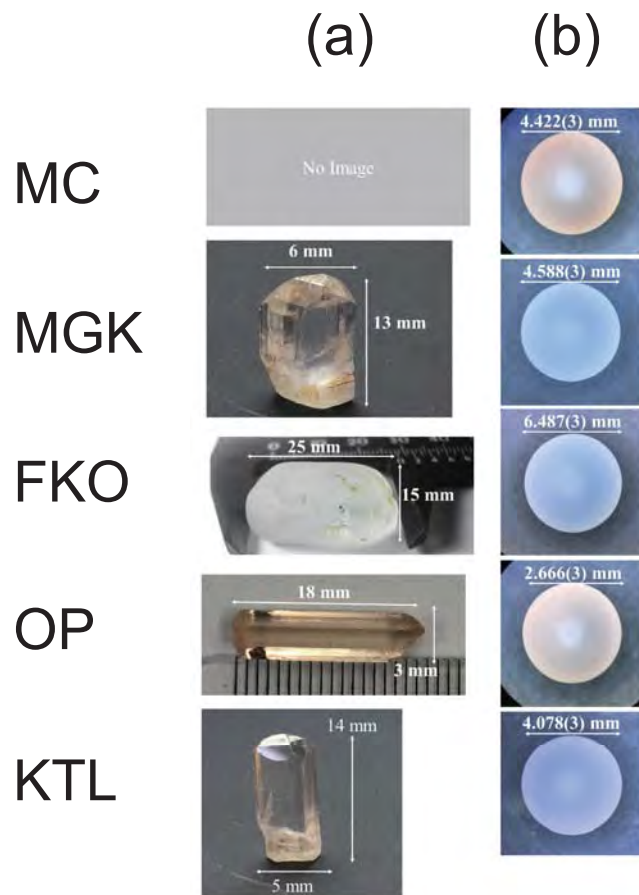 (a) (b)
MC
No Image
4.422(3) mm
MGK
6 mm
13 mm
4.588(3) mm
FKO
25 mm
15 mm
6.487(3) mm
OP
18 mm
3 mm
2.666(3) mm
KTL
14 mm
5 mm
4.078(3) mm